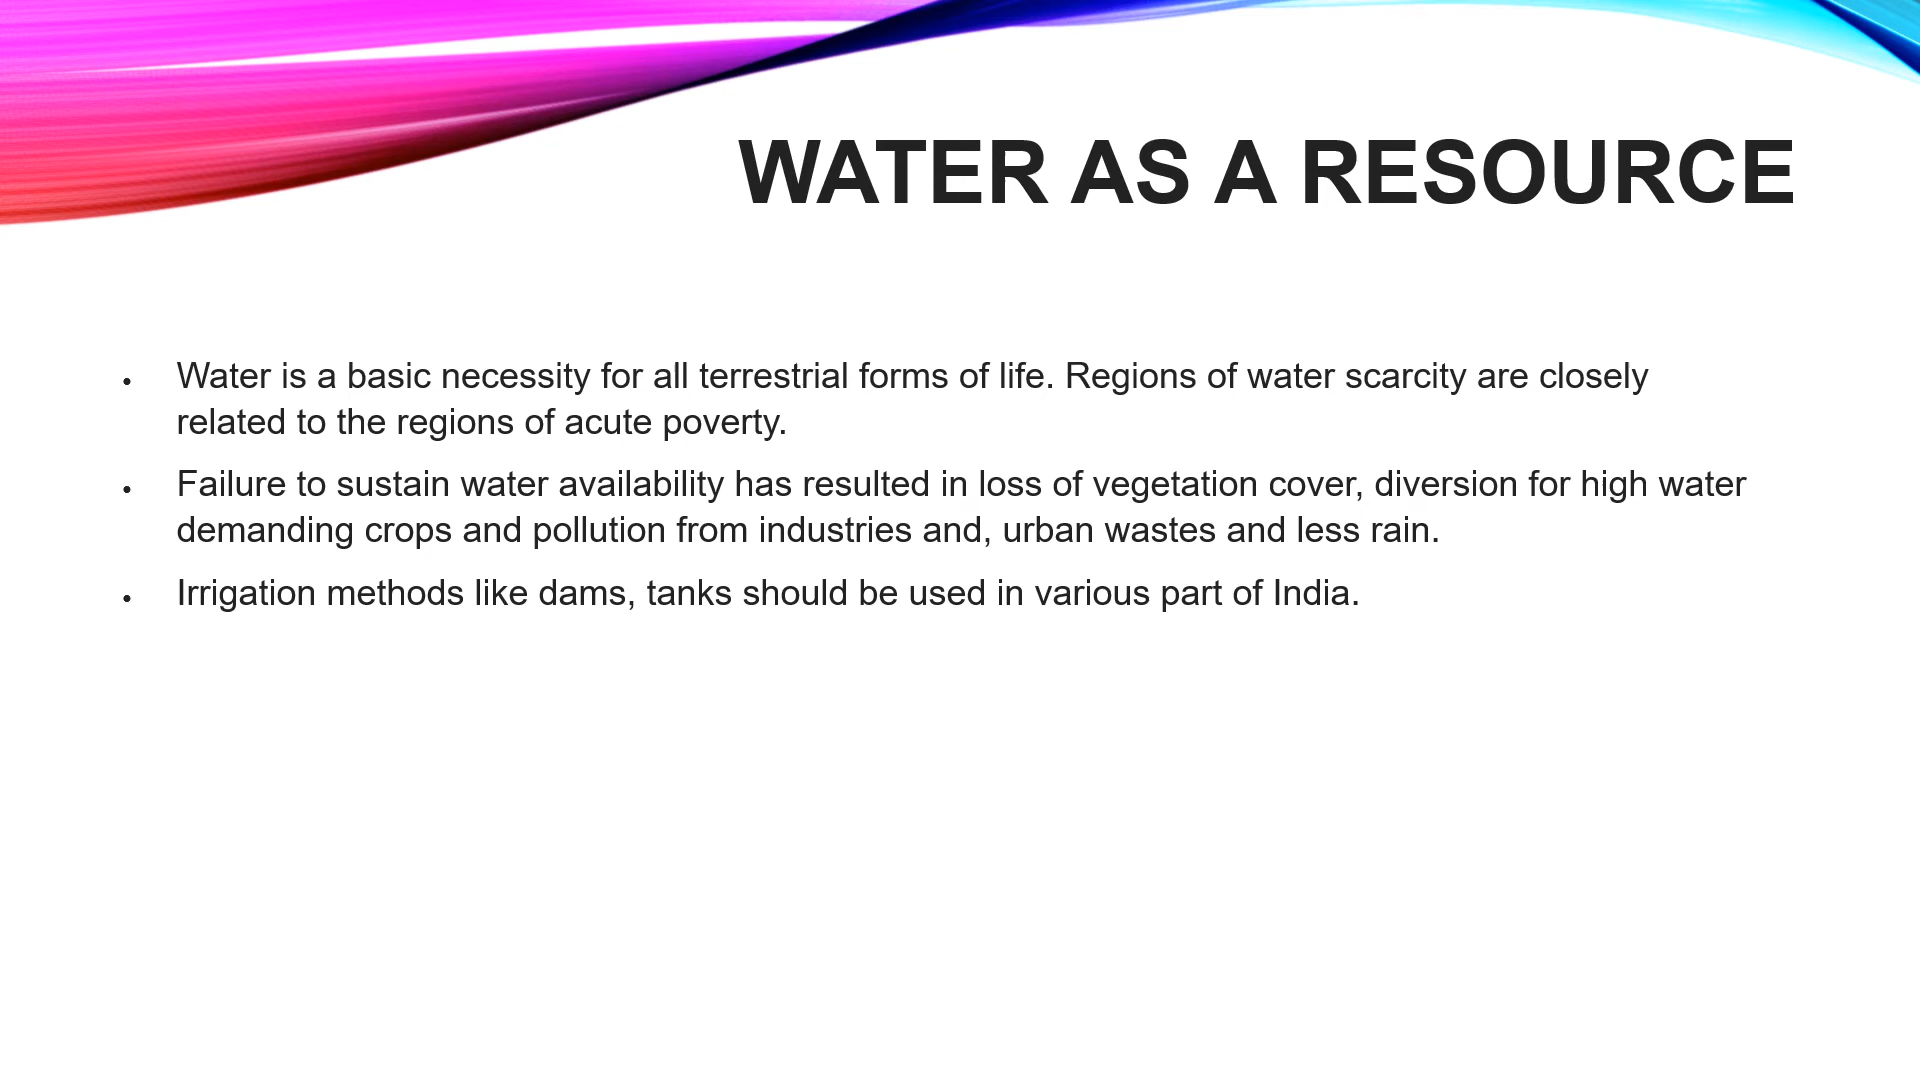 WATER AS A RESOURCE
• Water is a basic necessity for all terrestrial forms of life. Regions of water scarcity are closely
related to the regions of acute poverty.
• Failure to sustain water availability has resulted in loss of vegetation cover, diversion for high water
demanding crops and pollution from industries and, urban wastes and less rain.
• Irrigation methods like dams, tanks should be used in various part of India.